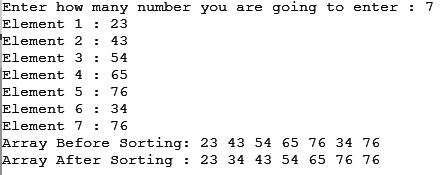 Enter how many number you are going to enter : 7
Element 1 : 23
Element 2 : 43
Element 3 : 54
Element 4 : 65
Element 5 : 76
Element 6 : 34
Element 7 : 76
Array Before Sorting: 23 43 54 65 76 34 76
Array After Sorting : 23 34 43 54 65 76 76